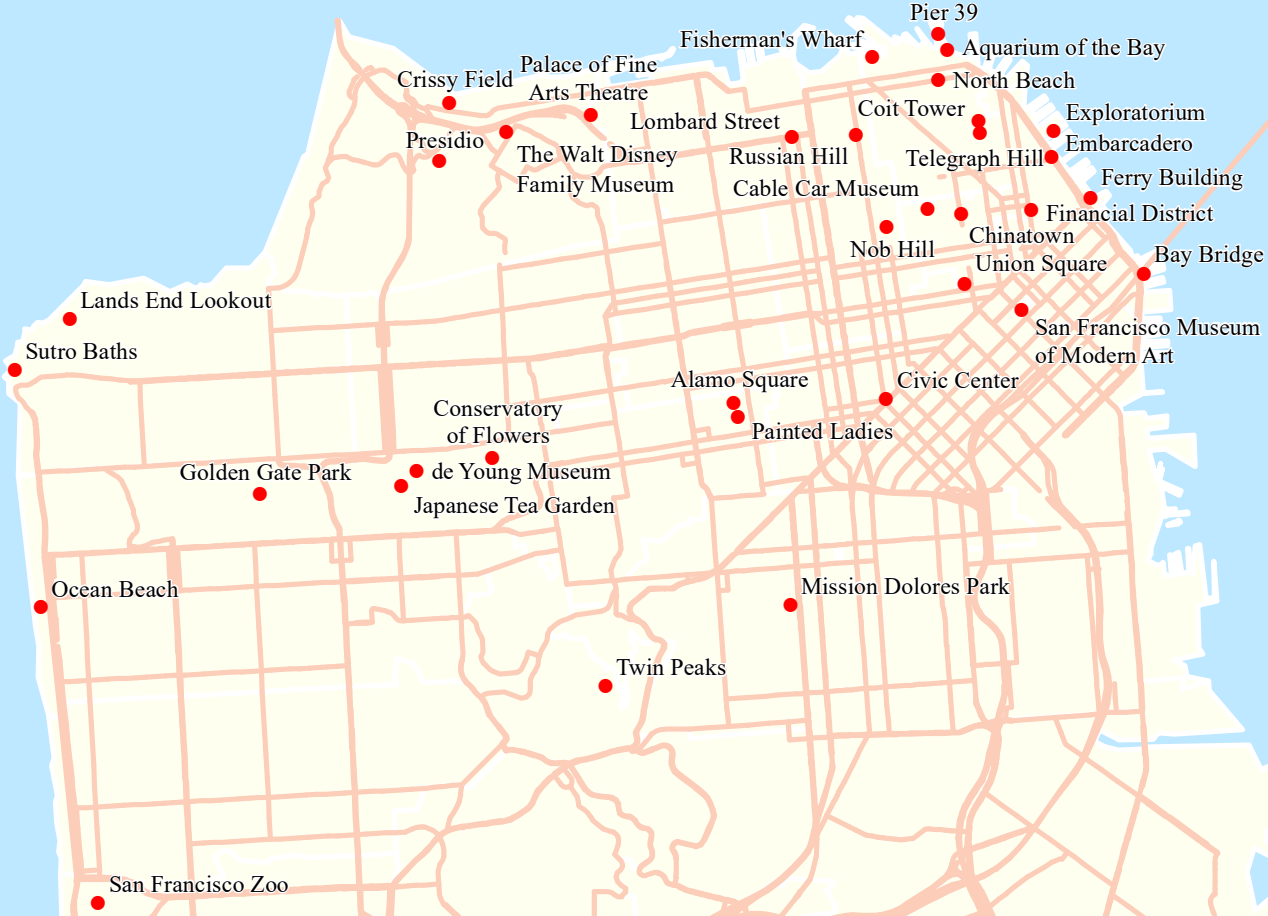 Pier 39
Fisherman's Wharf
Aquarium of the Bay
Palace of Fine
Arts Theatre
Crissy Field
North Beach
Coit Tower
Exploratorium
Lombard Street
Presidio
Embarcadero
The Walt Disney
Family Museum
Russian Hill
Telegraph Hill
Ferry Building
Cable Car Museum
Financial District
Chinatown
Nob Hill
Bay Bridge
Union Square
Lands End Lookout
San Francisco Museum
of Modern Art
Sutro Baths
Alamo Square
Civic Center
Conservatory
of Flowers
Painted Ladies
Golden Gate Park
de Young Museum
Japanese Tea Garden
Ocean Beach
Mission Dolores Park
Twin Peaks
San Francisco Zoo